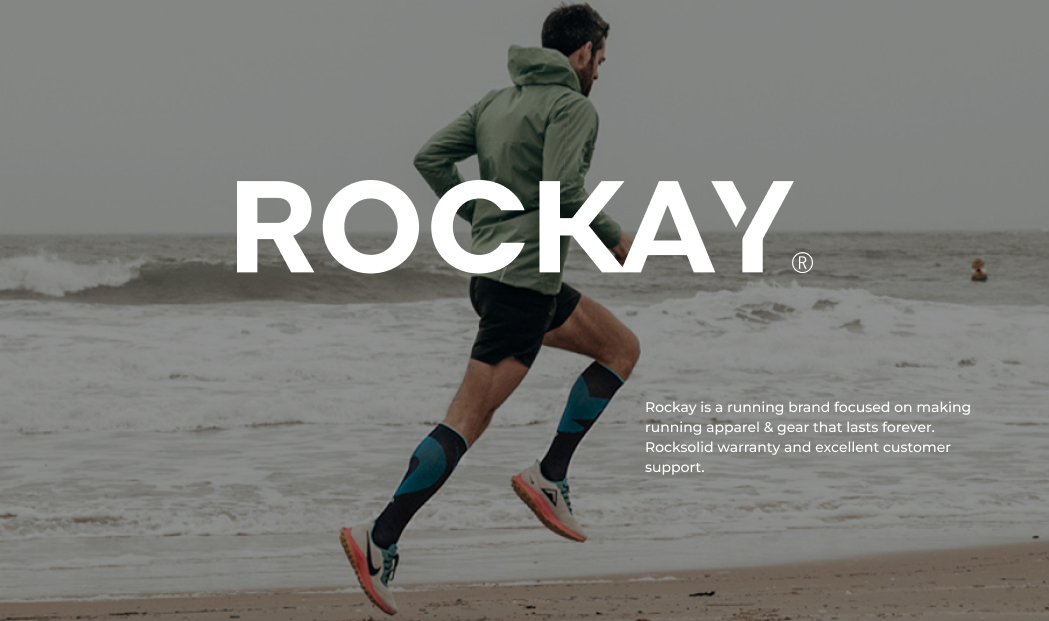 ROCKAY®
Rockay is a running brand focused on making
running apparel & gear that lasts forever.
Rocksolid warranty and excellent customer
support.